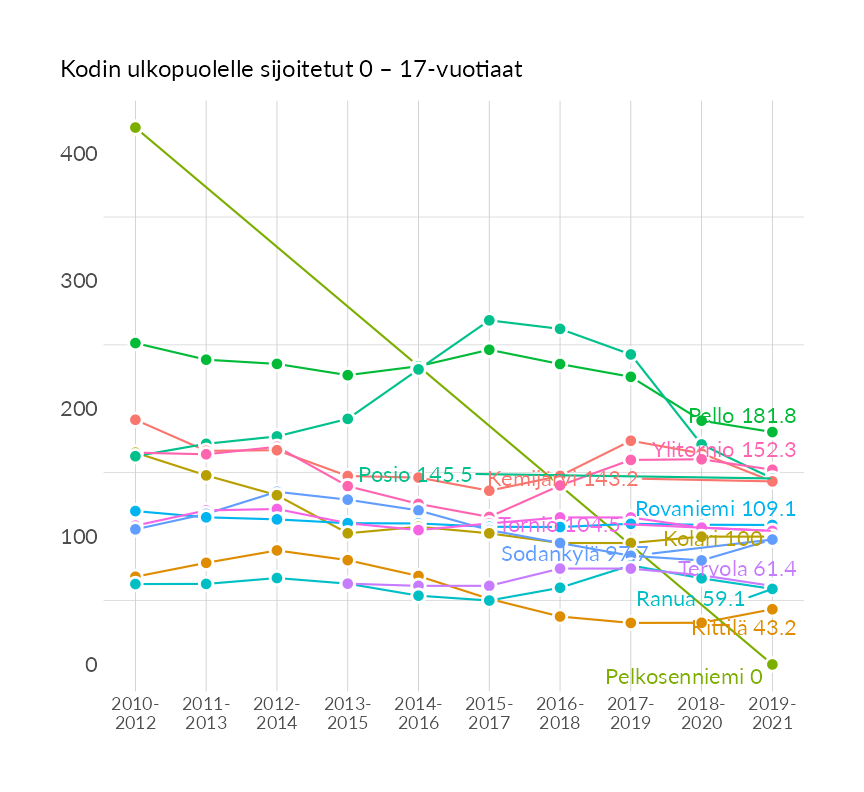 Kodin ulkopuolelle sijoitetut 0 – 17-vuotiaat
400
300
200
100
0
Pello 181.8
Ylitornio 152.3
Posio 145.5
Kemijärvi 143.2
Rovaniemi 109.1
Tornio 104.5
Kolari 100
Sodankylä 97.7
Tervola 61.4
Ranua 59.1
Kittilä 43.2
Pelkosenniemi 0
2010-
2012
2011-
2013
2012-
2014
2013-
2015
2014-
2016
2015-
2017
2016-
2018
2017-
2019
2018-
2020
2019-
2021